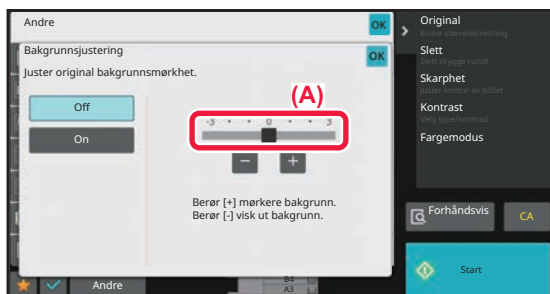 Andre
OK
Bakgrunnsjustering
OK
Juster original bakgrunnsmørkhet.
Off
On
(A)
-3 • • 0 • • 3
− +
Berør [+] mørkere bakgrunn.
Berør [-] visk ut bakgrunn.
Original
Endre størrelse/retning.
Slett
Slett skygge rundt
Skarphet
Juster kontur av bildet
Kontrast
Velg type/kontrast
Fargemodus
Forhåndsvis
CA
Start
Andre
B4
A3